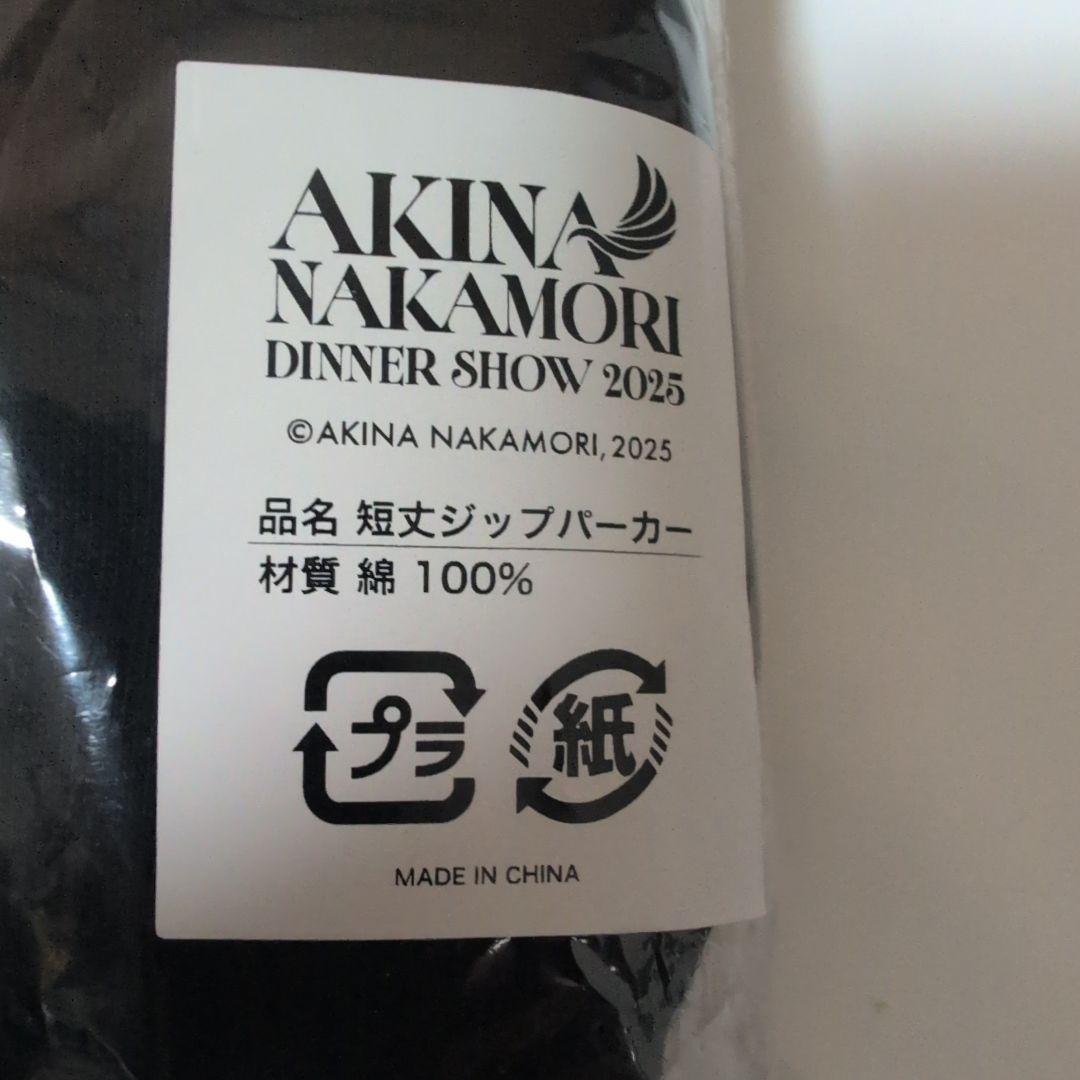 AKINA
NAKAMORI
DINNER SHOW 2025
©AKINA NAKAMORI, 2025
品名 短丈ジップパーカー
材質 綿 100%
プラ 紙
MADE IN CHINA